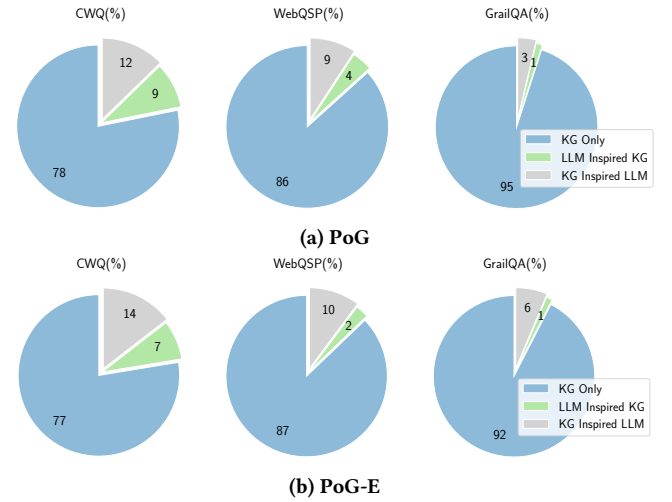 CWQ(%)
WebQSP(%)
GrailQA(%)
12
9
78
9
4
86
3
1
95
KG Only
LLM Inspired KG
KG Inspired LLM
(a) PoG
CWQ(%)
WebQSP(%)
GrailQA(%)
14
7
77
10
2
87
6
1
92
KG Only
LLM Inspired KG
KG Inspired LLM
(b) PoG-E